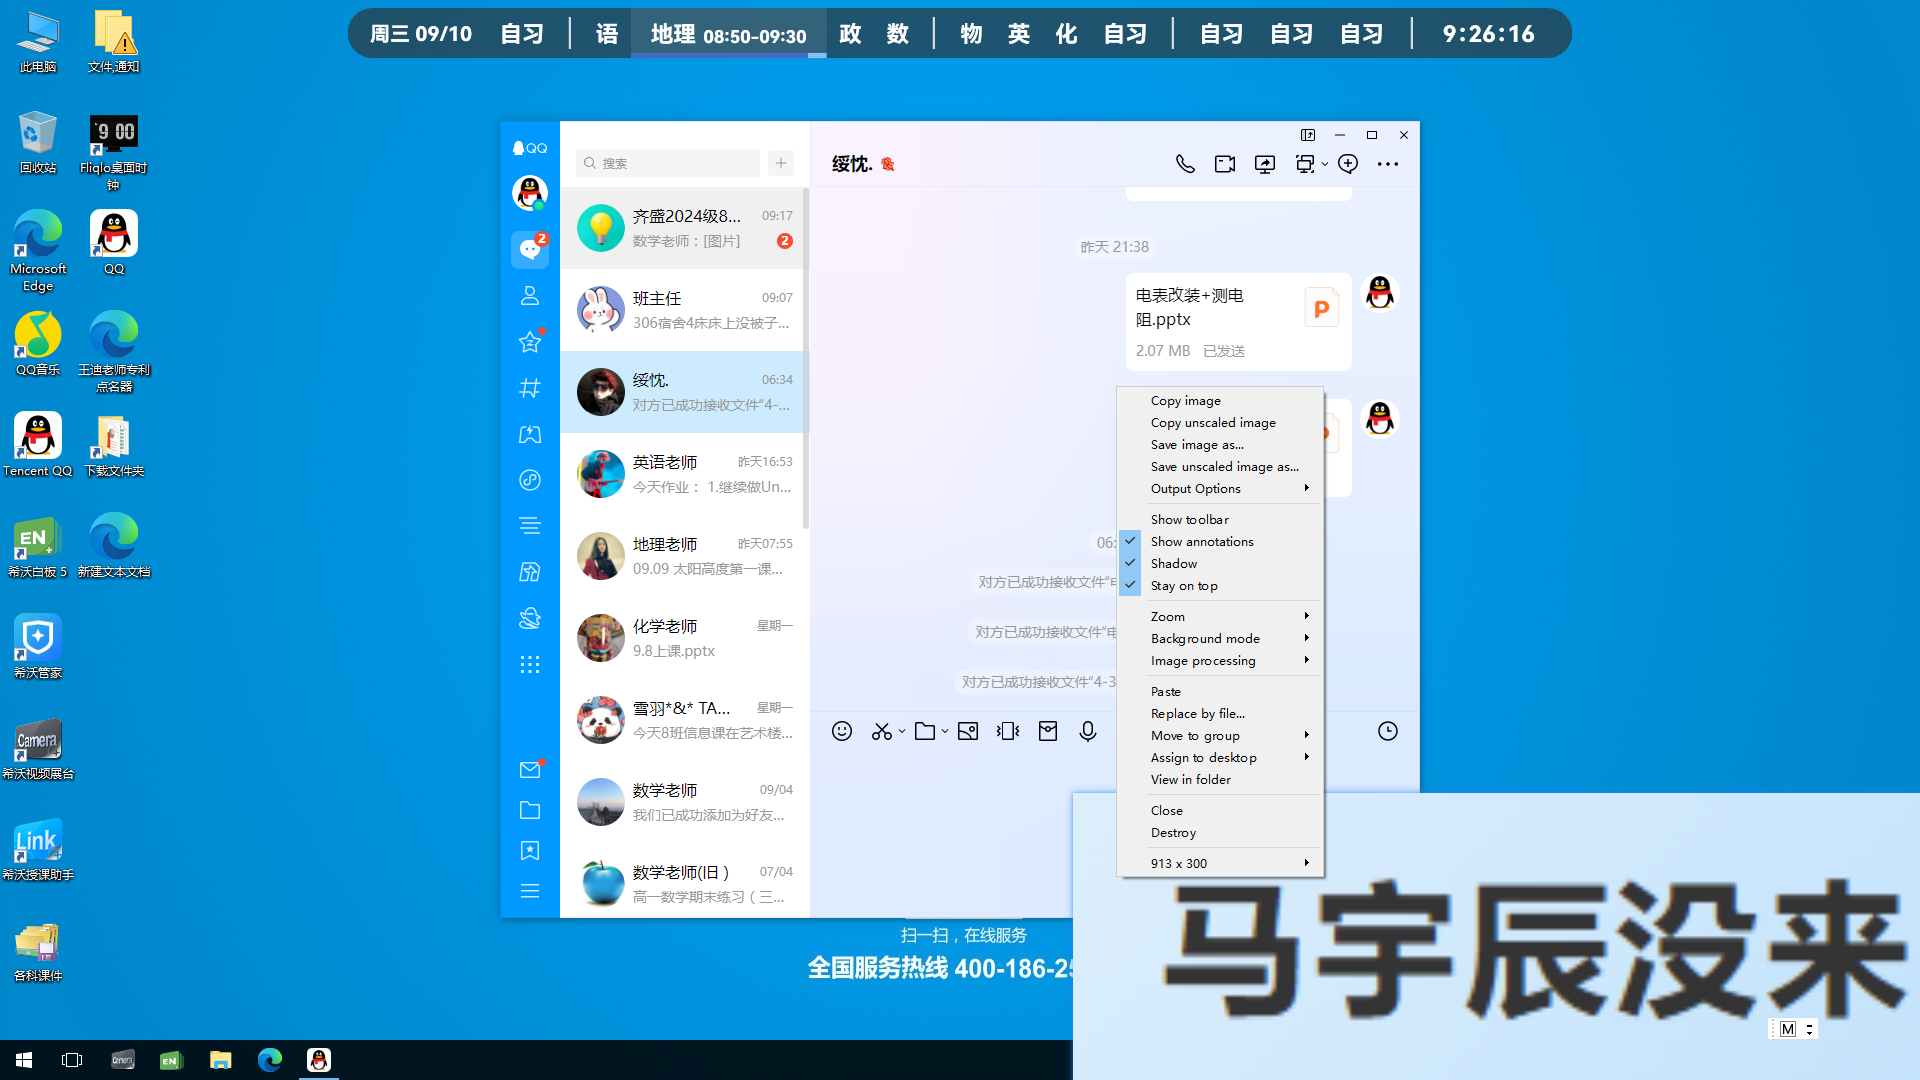 周三 09/10 自习 | 语 地理 08:50-09:30 政 数 | 物 英 化 自习 | 自习 自习 自习 | 9:26:16
此电脑
文件,通知
回收站
Fliqlo桌面时钟
9 00
Microsoft Edge
QQ
QQ音乐
王迪老师专利点名器
Tencent QQ
下载文件夹
EN
希沃白板 5
新建文本文档
希沃管家
Camera
希沃视频展台
Link
希沃授课助手
各科课件
QQ
2
搜索
齐盛2024级8... 09:17
数学老师：[图片] 2
班主任 09:07
306宿舍4床床上没被子...
绥忱. 06:34
对方已成功接收文件“4-...
英语老师 昨天16:53
今天作业： 1.继续做Un...
地理老师 昨天07:55
09.09 太阳高度第一课...
化学老师 星期一
9.8上课.pptx
雪羽*&* TA... 星期一
今天8班信息课在艺术楼...
数学老师 09/04
我们已成功添加为好友...
数学老师(旧 ) 07/04
高一数学期末练习（三...
绥忱.
昨天 21:38
电表改装+测电
阻.pptx
P
2.07 MB 已发送
06:
对方已成功接收文件“电
对方已成功接收文件“电
对方已成功接收文件“4-3
Copy image
Copy unscaled image
Save image as...
Save unscaled image as...
Output Options
Show toolbar
Show annotations
Shadow
Stay on top
Zoom
Background mode
Image processing
Paste
Replace by file...
Move to group
Assign to desktop
View in folder
Close
Destroy
913 x 300
扫一扫，在线服务
全国服务热线 400-186-25
马宇辰没来
M
Camera
EN